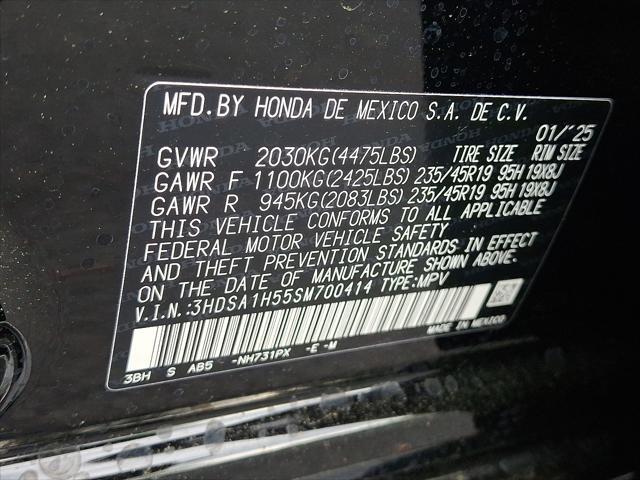 MFD. BY HONDA DE MEXICO S.A. DE C.V.
01/'25
GVWR 2030KG(4475LBS) TIRE SIZE RIM SIZE
GAWR F 1100KG(2425LBS) 235/45R19 95H 19X8J
GAWR R 945KG(2083LBS) 235/45R19 95H 19X8J
THIS VEHICLE CONFORMS TO ALL APPLICABLE
FEDERAL MOTOR VEHICLE SAFETY
AND THEFT PREVENTION STANDARDS IN EFFECT
ON THE DATE OF MANUFACTURE SHOWN ABOVE.
V.I.N.:3HDSA1H55SM700414 TYPE:MPV
MADE IN MEXICO
3BH S AB5 -NH731PX -E -M